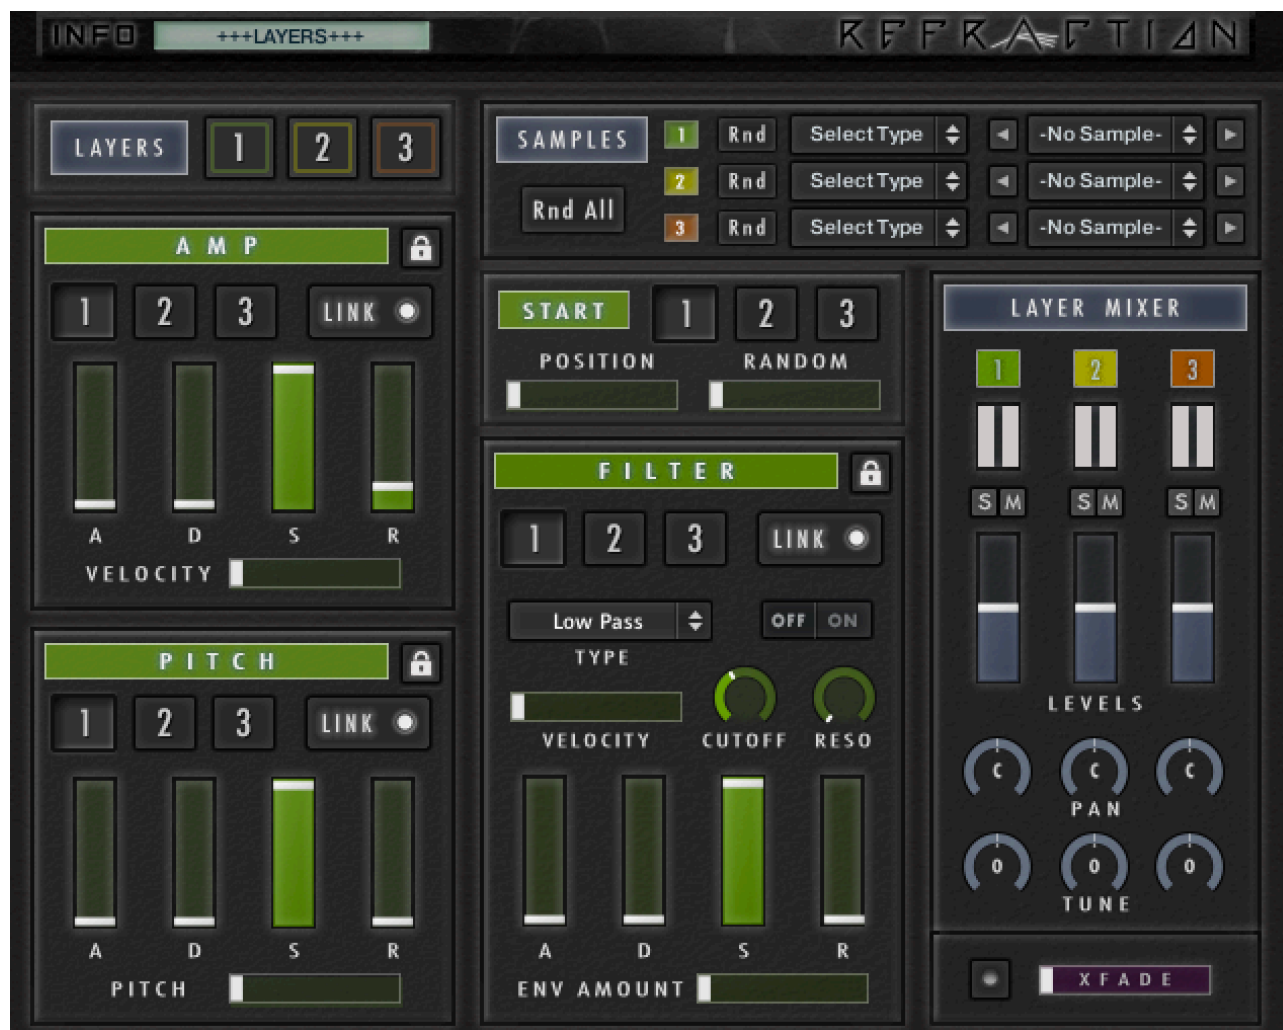 INFO +++LAYERS+++ REFRACTION
LAYERS 1 2 3
SAMPLES 1 Rnd Select Type -No Sample-
2 Rnd Select Type -No Sample-
Rnd All 3 Rnd Select Type -No Sample-
AMP
1 2 3 LINK
A D S R
VELOCITY
PITCH
1 2 3 LINK
A D S R
PITCH
START 1 2 3
POSITION RANDOM
FILTER
1 2 3 LINK
Low Pass OFF ON
TYPE
VELOCITY CUTOFF RESO
A D S R
ENV AMOUNT
LAYER MIXER
1 2 3
S M S M S M
LEVELS
C C C
PAN
0 0 0
TUNE
XFADE